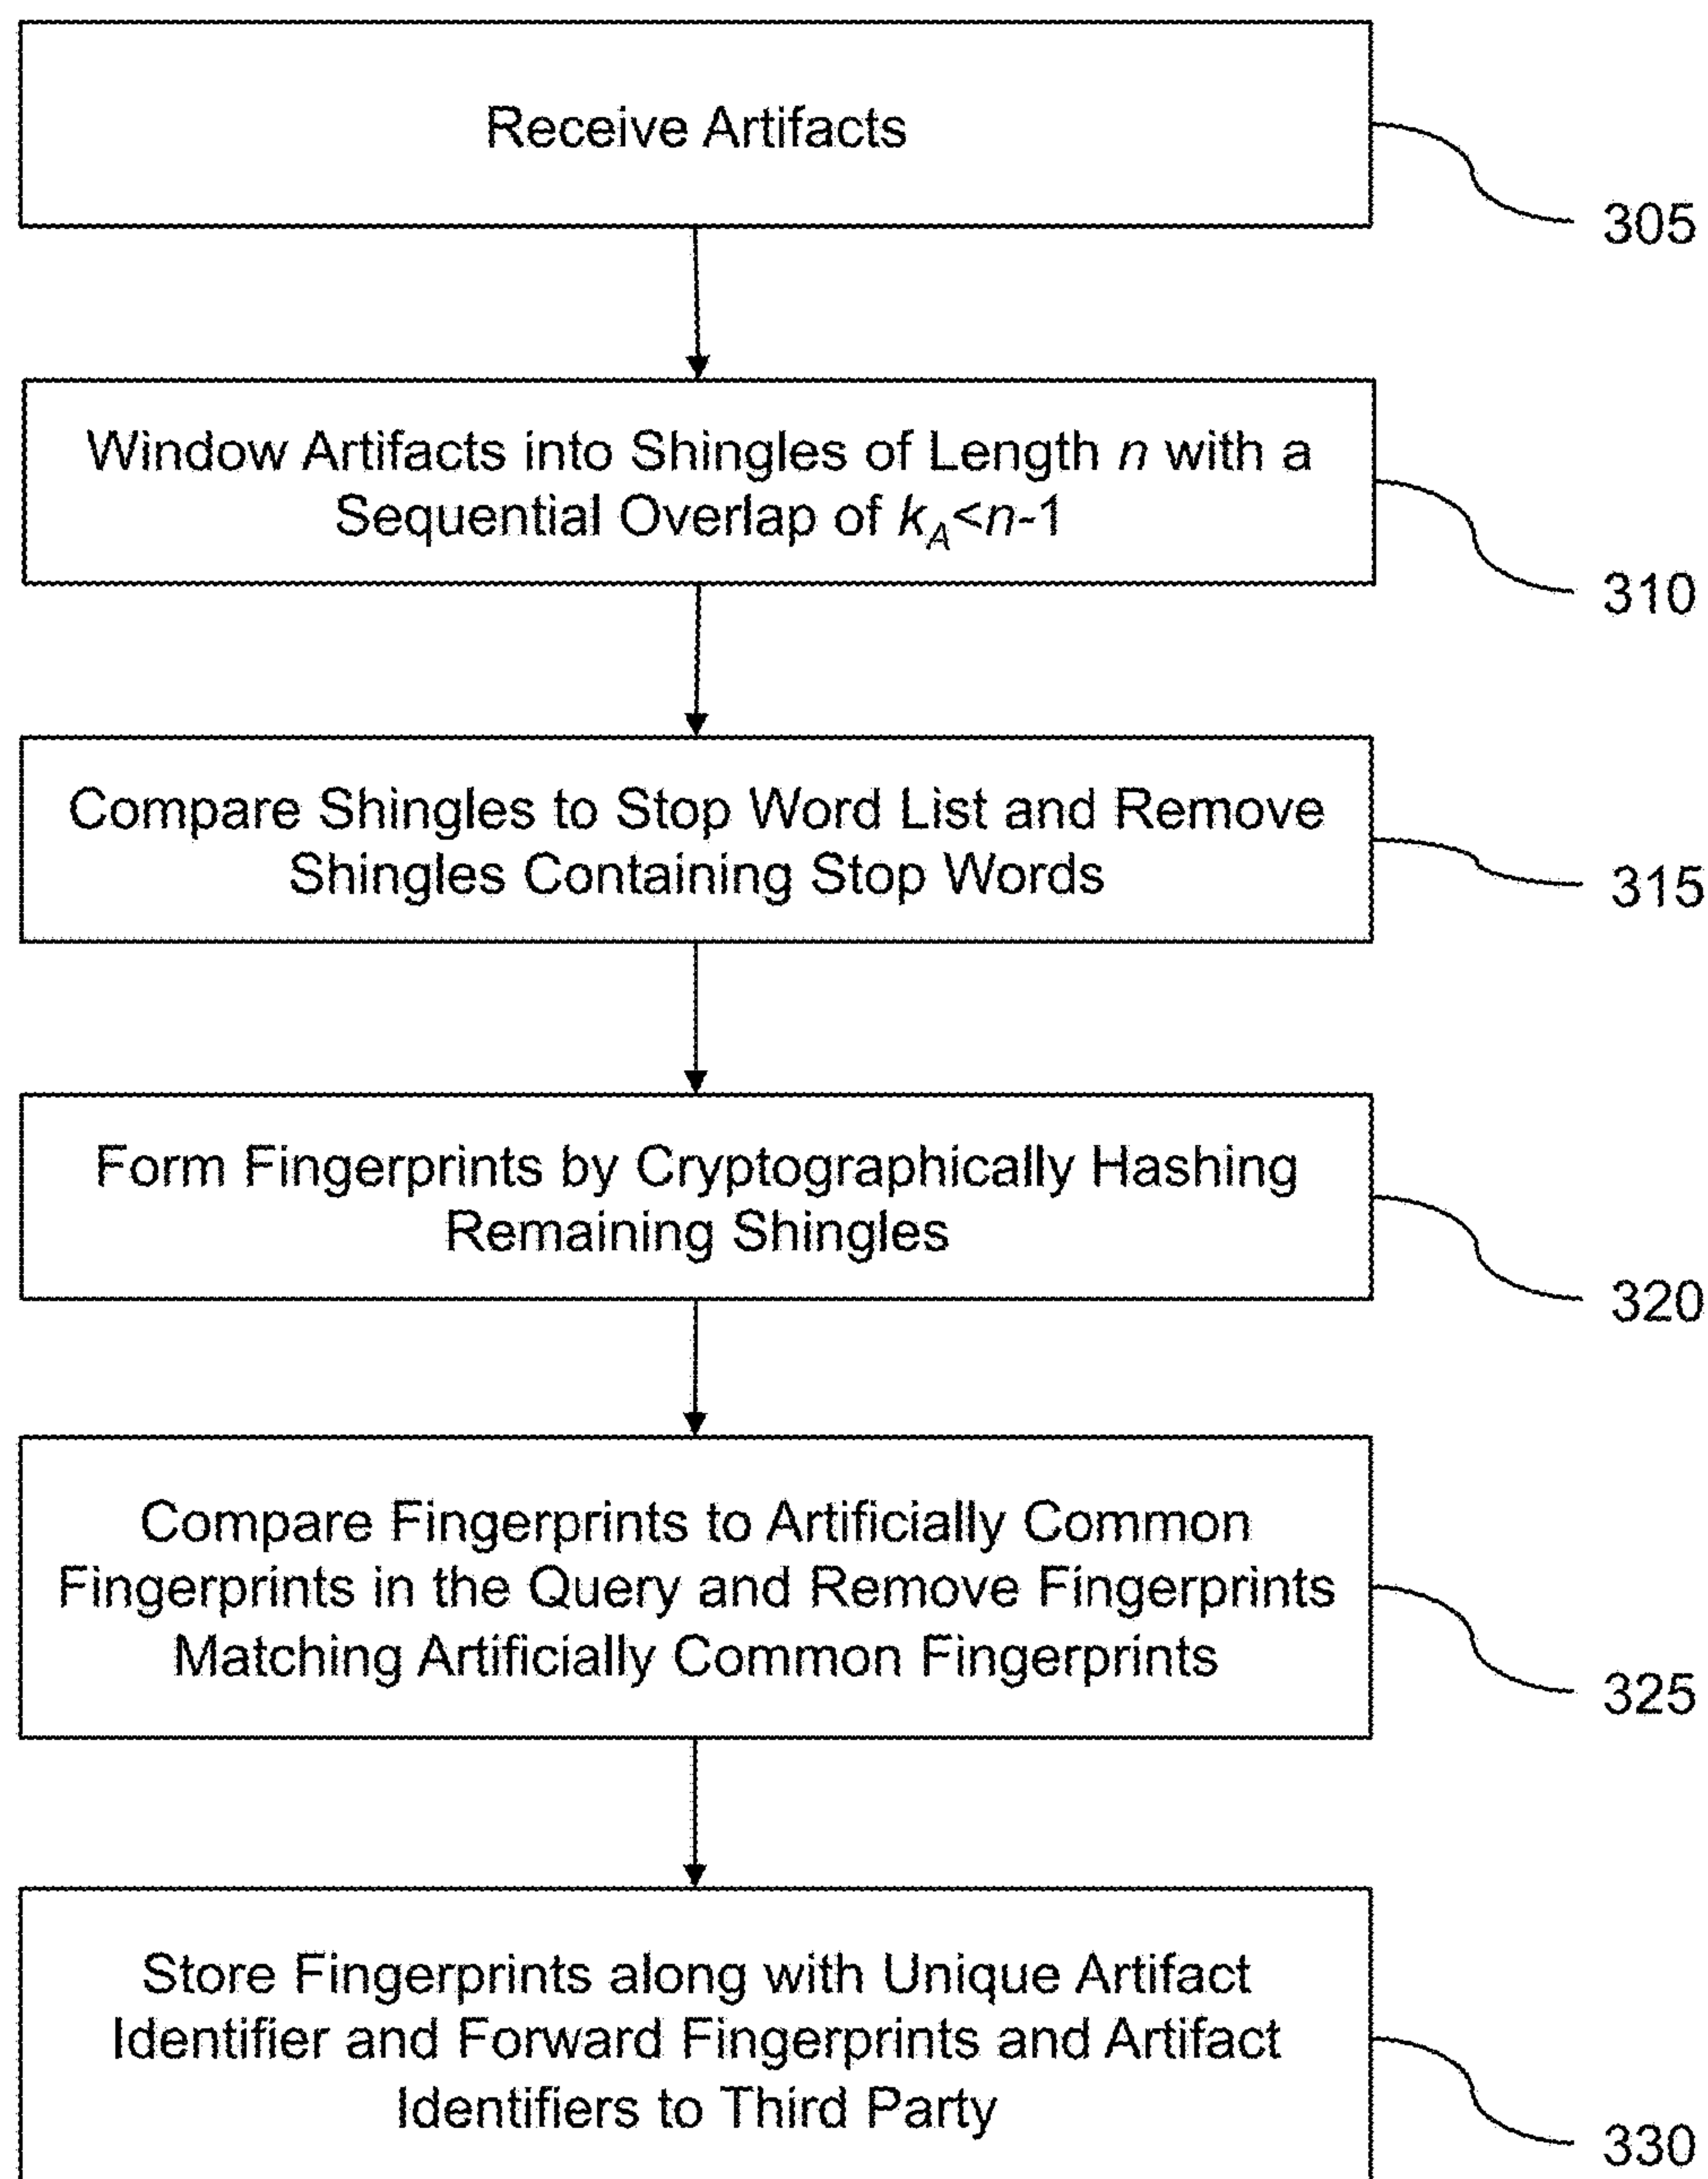 Receive Artifacts
305
Window Artifacts into Shingles of Length n with a
Sequential Overlap of k_A<n-1
310
Compare Shingles to Stop Word List and Remove
Shingles Containing Stop Words
315
Form Fingerprints by Cryptographically Hashing
Remaining Shingles
320
Compare Fingerprints to Artificially Common
Fingerprints in the Query and Remove Fingerprints
Matching Artificially Common Fingerprints
325
Store Fingerprints along with Unique Artifact
Identifier and Forward Fingerprints and Artifact
Identifiers to Third Party
330